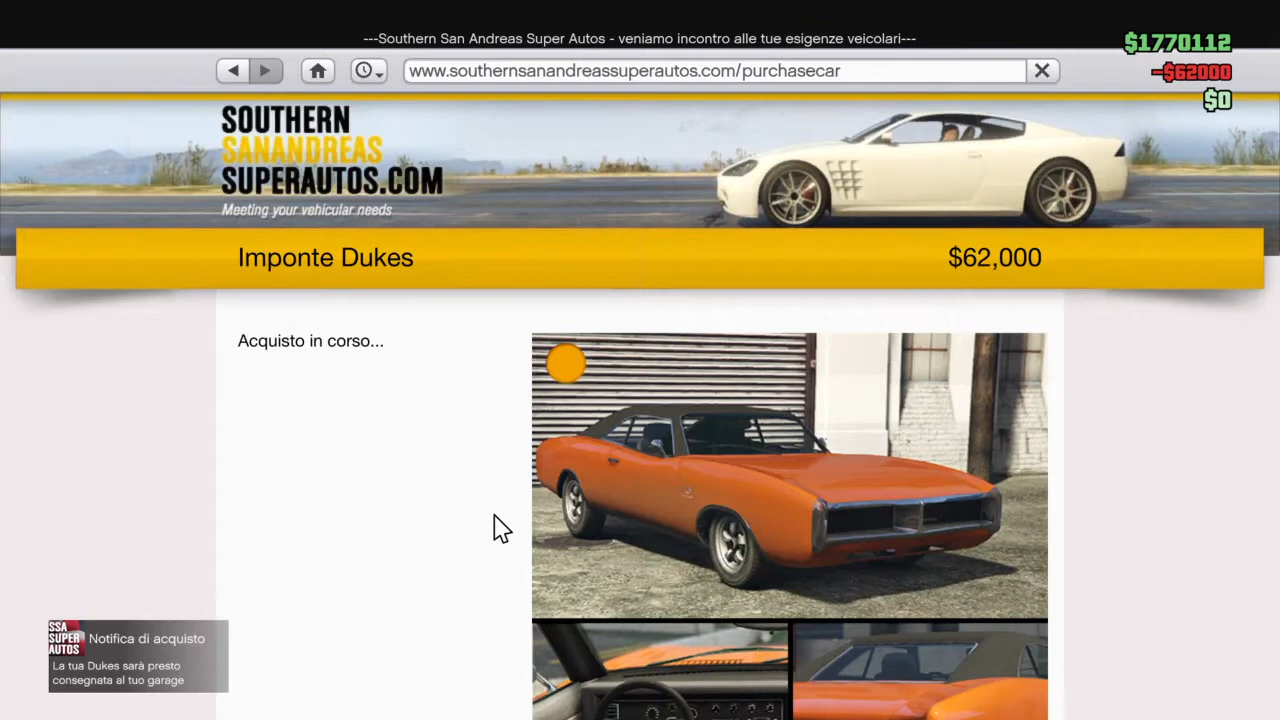 ---Southern San Andreas Super Autos - veniamo incontro alle tue esigenze veicolari---
$1770112
www.southernsanandreassuperautos.com/purchasecar
-$62000
$0
SOUTHERN
SANANDREAS
SUPERAUTOS.COM
Meeting your vehicular needs
Imponte Dukes
$62,000
Acquisto in corso...
SSA
SUPER
AUTOS
Notifica di acquisto
La tua Dukes sarà presto
consegnata al tuo garage